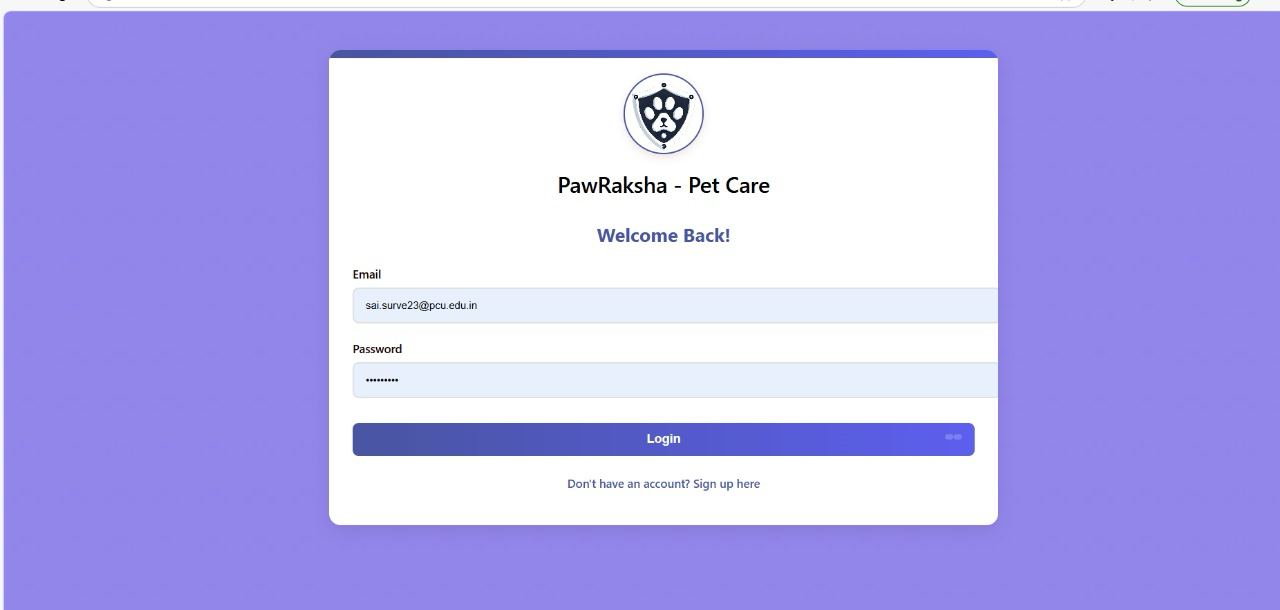 PawRaksha - Pet Care
Welcome Back!
Email
sai.surve23@pcu.edu.in
Password
•••••••••
Login
Don't have an account? Sign up here